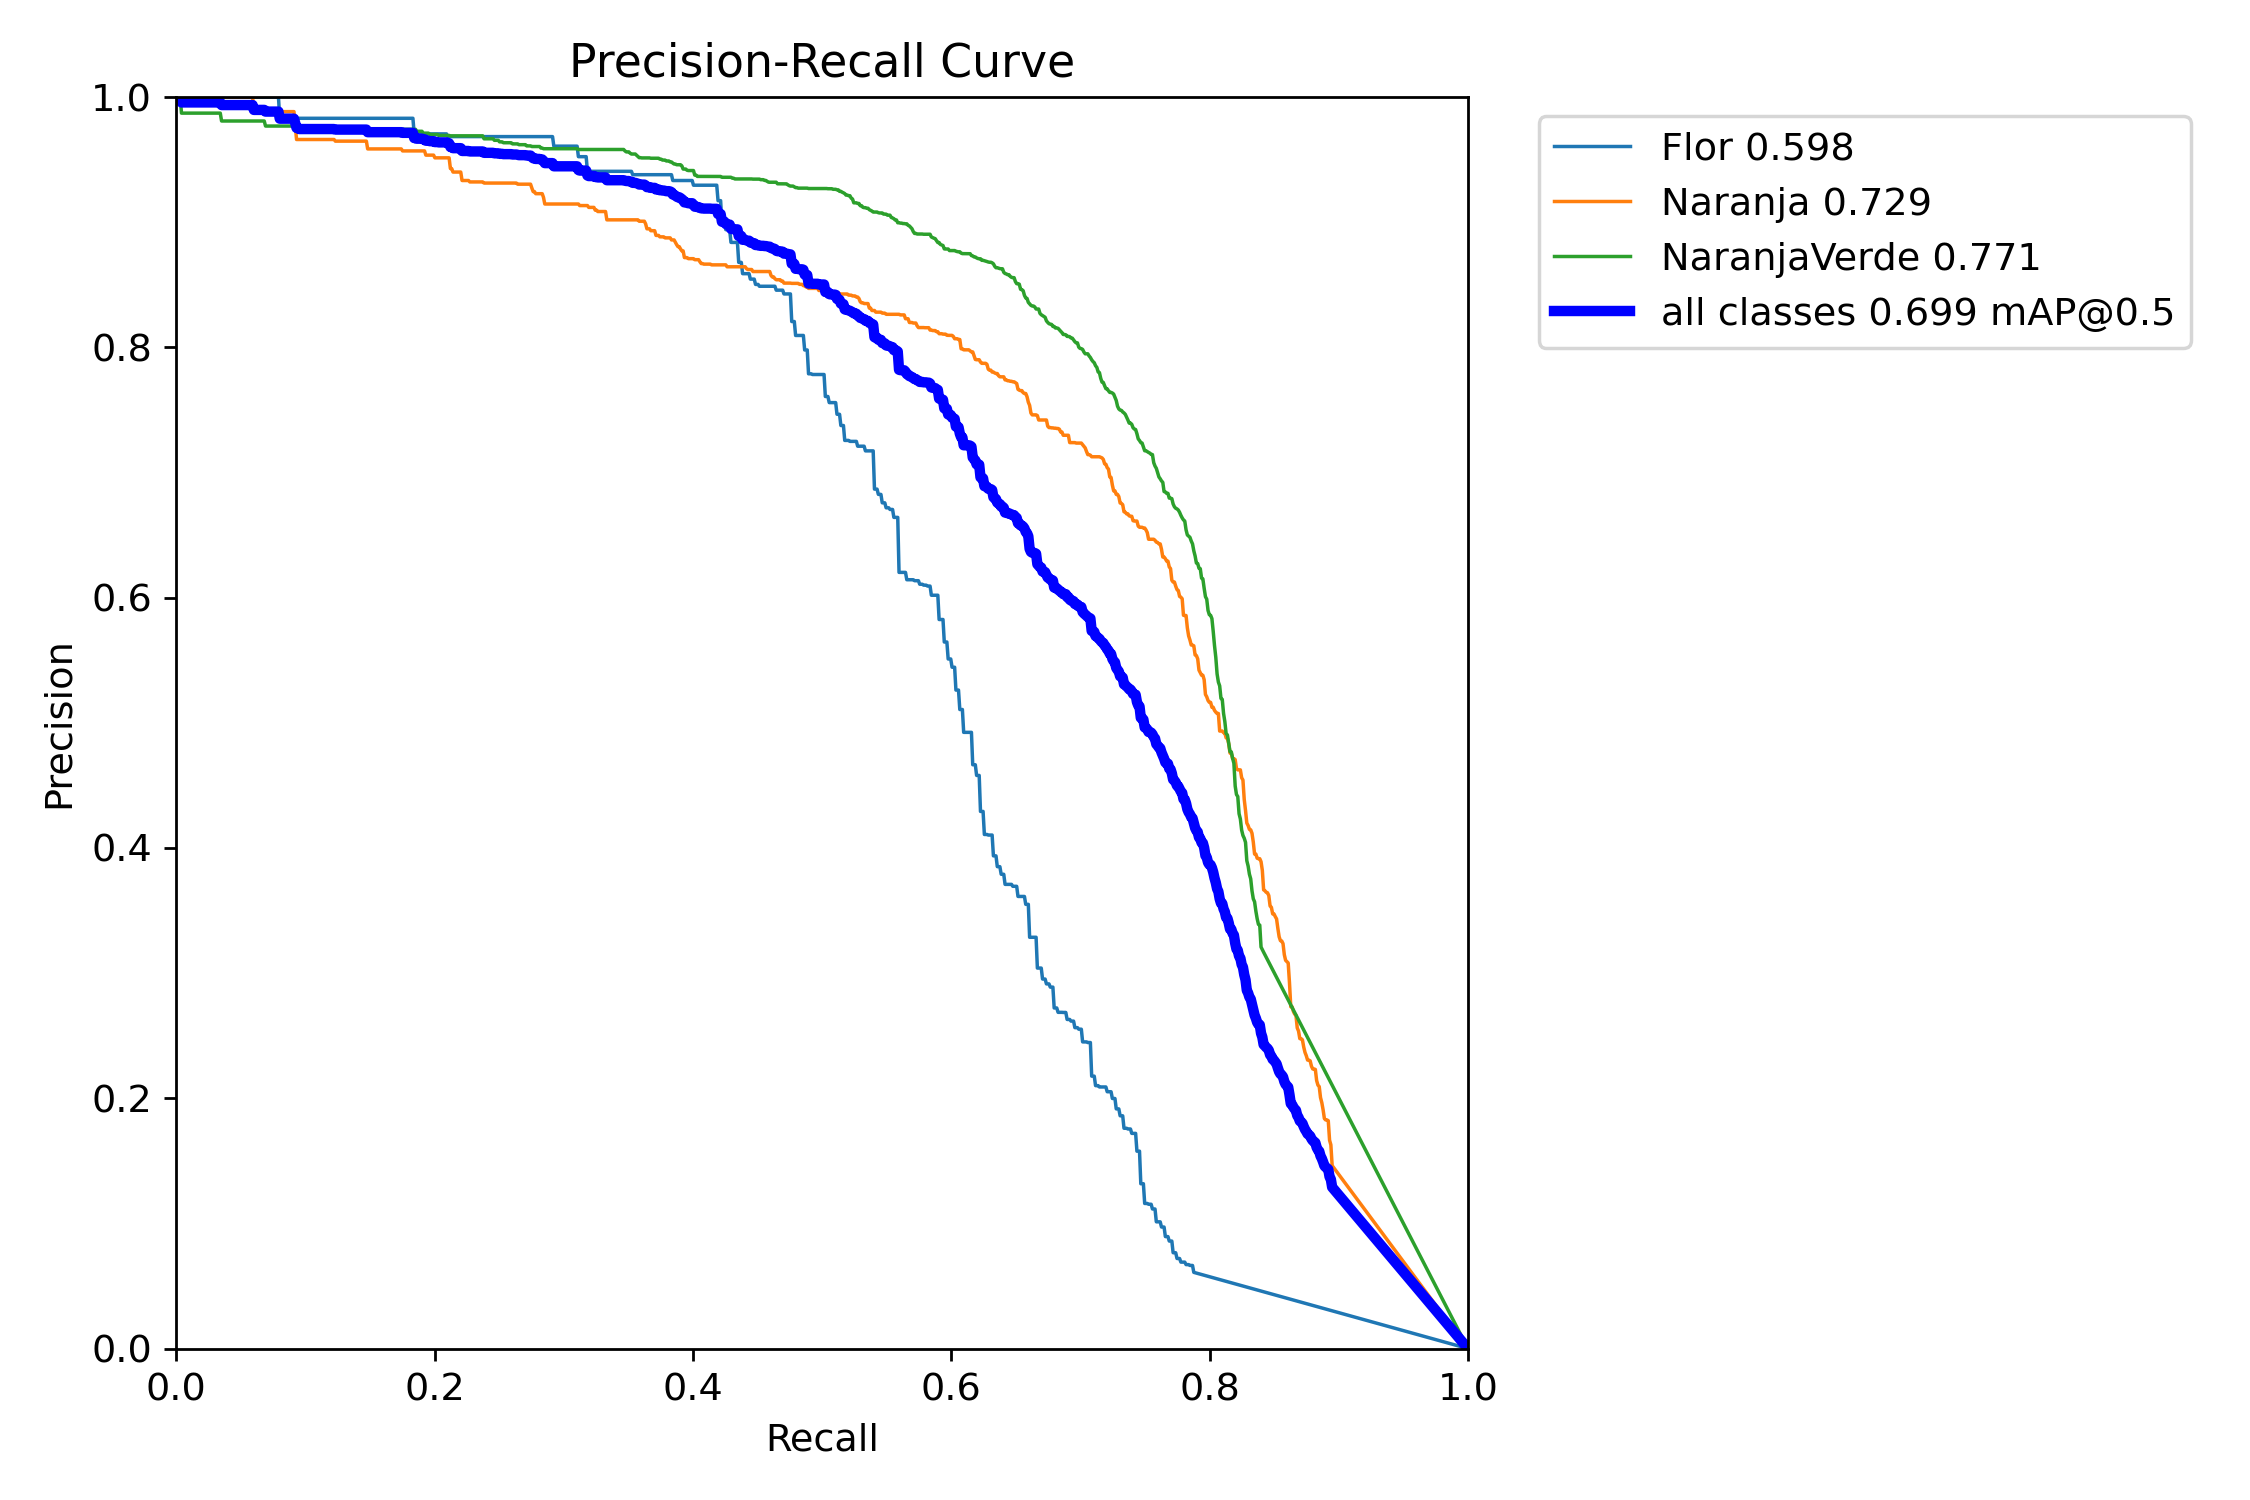 Precision-Recall Curve
1.0
0.8
0.6
0.4
0.2
0.0
Precision
0.0 0.2 0.4 0.6 0.8 1.0
Recall
Flor 0.598
Naranja 0.729
NaranjaVerde 0.771
all classes 0.699 mAP@0.5